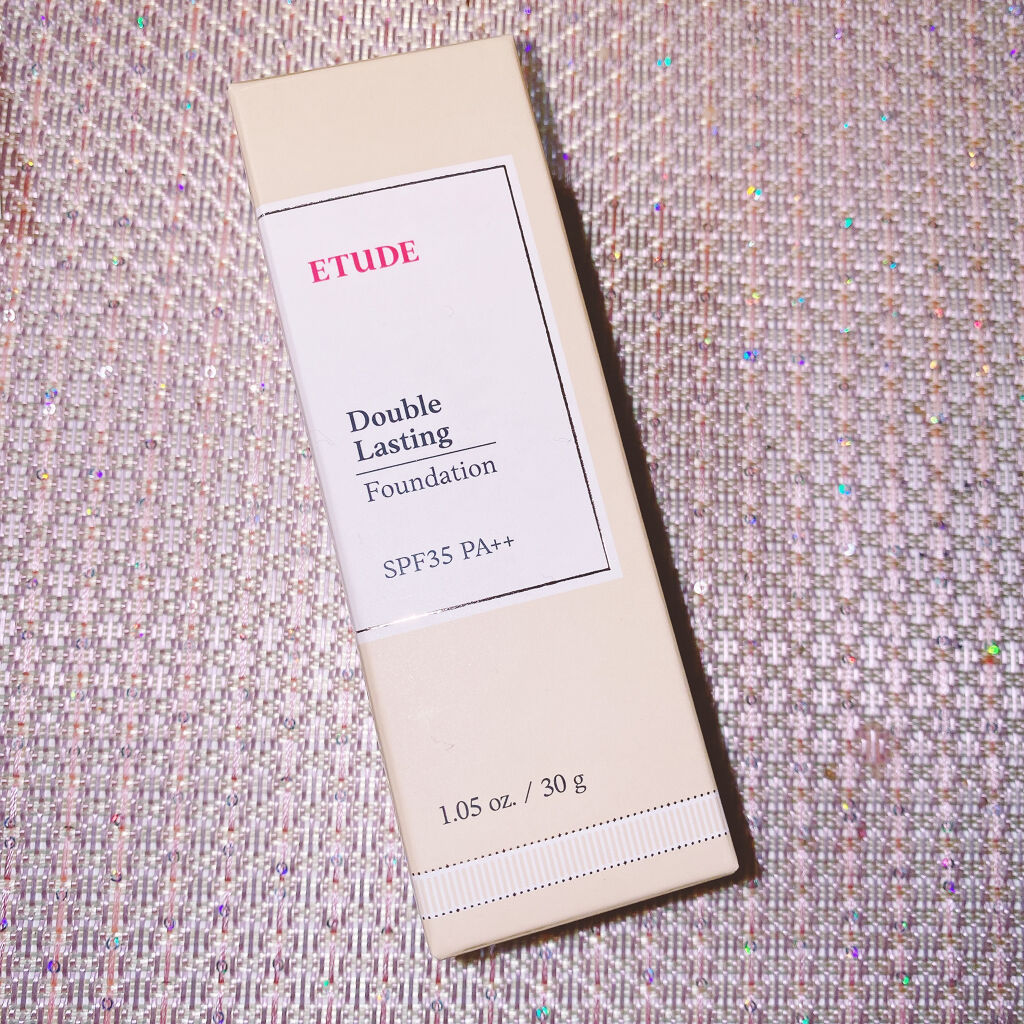 ETUDE
Double
Lasting
Foundation
SPF35 PA++
1.05 oz. / 30 g